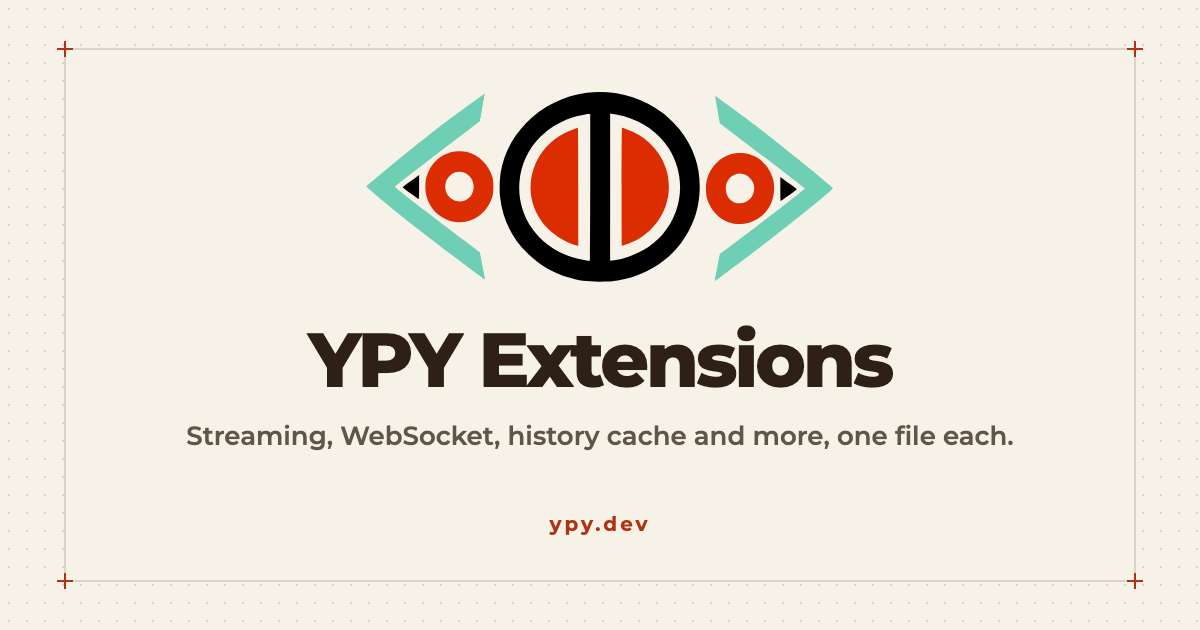 YPY Extensions
Streaming, WebSocket, history cache and more, one file each.
ypy.dev